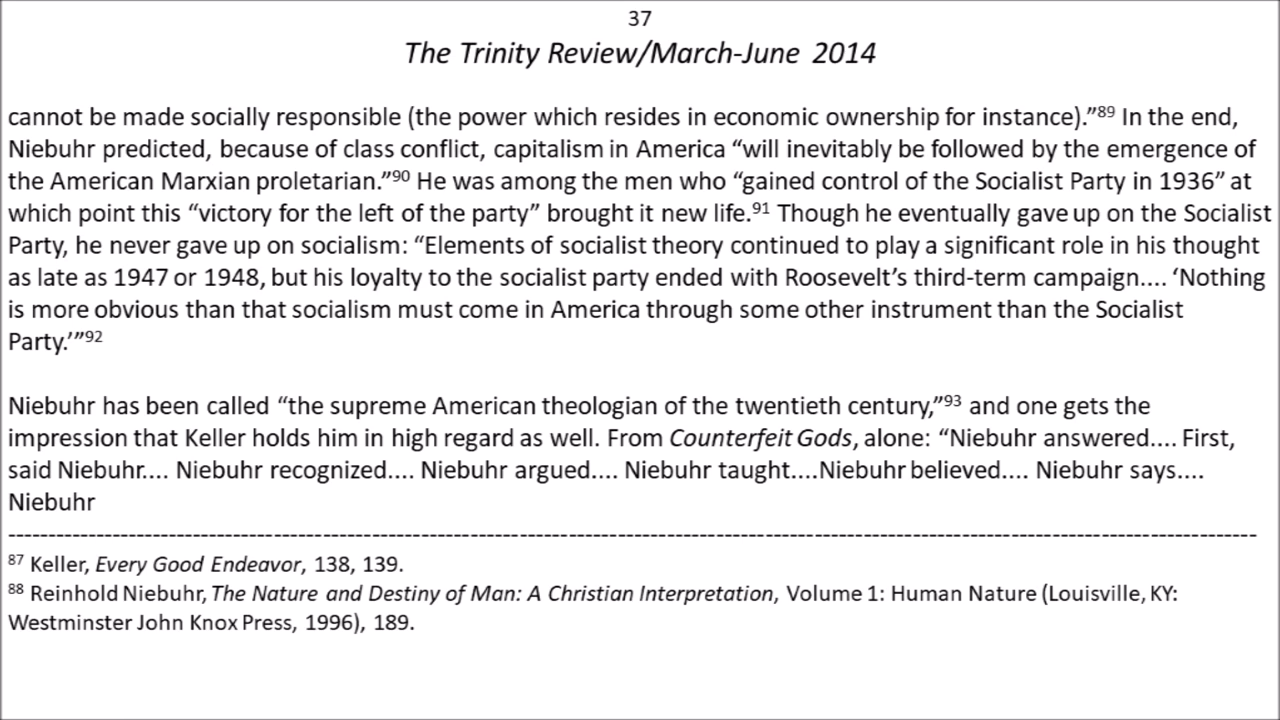 37
The Trinity Review/March-June 2014
cannot be made socially responsible (the power which resides in economic ownership for instance).”89 In the end,
Niebuhr predicted, because of class conflict, capitalism in America “will inevitably be followed by the emergence of
the American Marxian proletarian.”90 He was among the men who “gained control of the Socialist Party in 1936” at
which point this “victory for the left of the party” brought it new life.91 Though he eventually gave up on the Socialist
Party, he never gave up on socialism: “Elements of socialist theory continued to play a significant role in his thought
as late as 1947 or 1948, but his loyalty to the socialist party ended with Roosevelt’s third-term campaign.... ‘Nothing
is more obvious than that socialism must come in America through some other instrument than the Socialist
Party.’”92
Niebuhr has been called “the supreme American theologian of the twentieth century,”93 and one gets the
impression that Keller holds him in high regard as well. From Counterfeit Gods, alone: “Niebuhr answered.... First,
said Niebuhr.... Niebuhr recognized.... Niebuhr argued.... Niebuhr taught....Niebuhr believed.... Niebuhr says....
Niebuhr
87 Keller, Every Good Endeavor, 138, 139.
88 Reinhold Niebuhr, The Nature and Destiny of Man: A Christian Interpretation, Volume 1: Human Nature (Louisville, KY:
Westminster John Knox Press, 1996), 189.